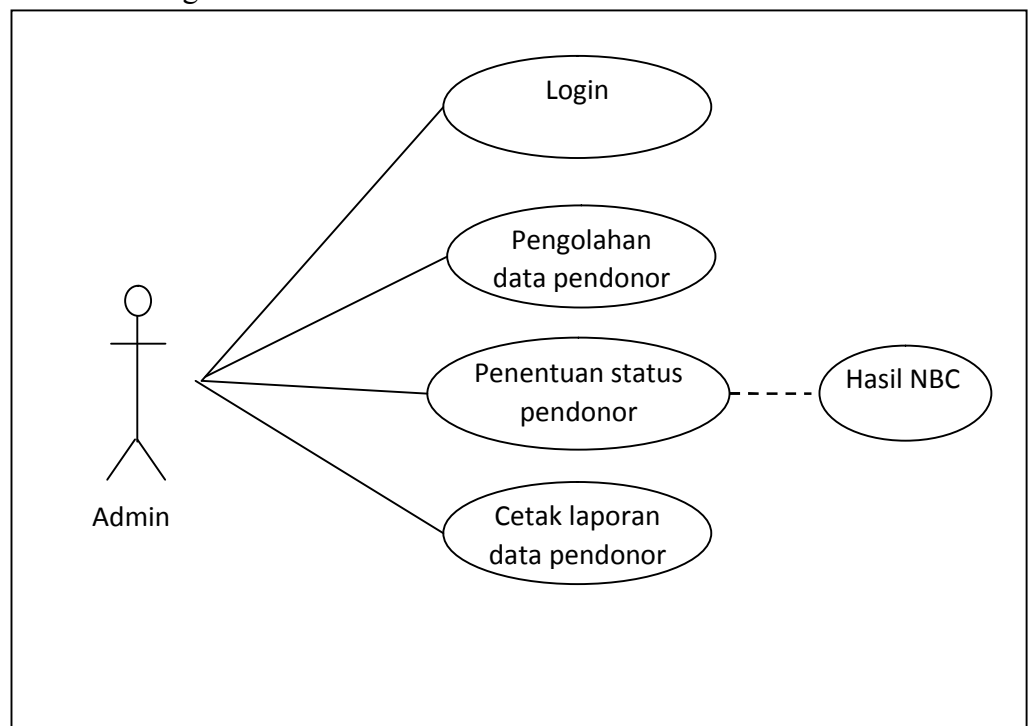 Login
Pengolahan
data pendonor
Penentuan status
pendonor
Hasil NBC
Cetak laporan
data pendonor
Admin